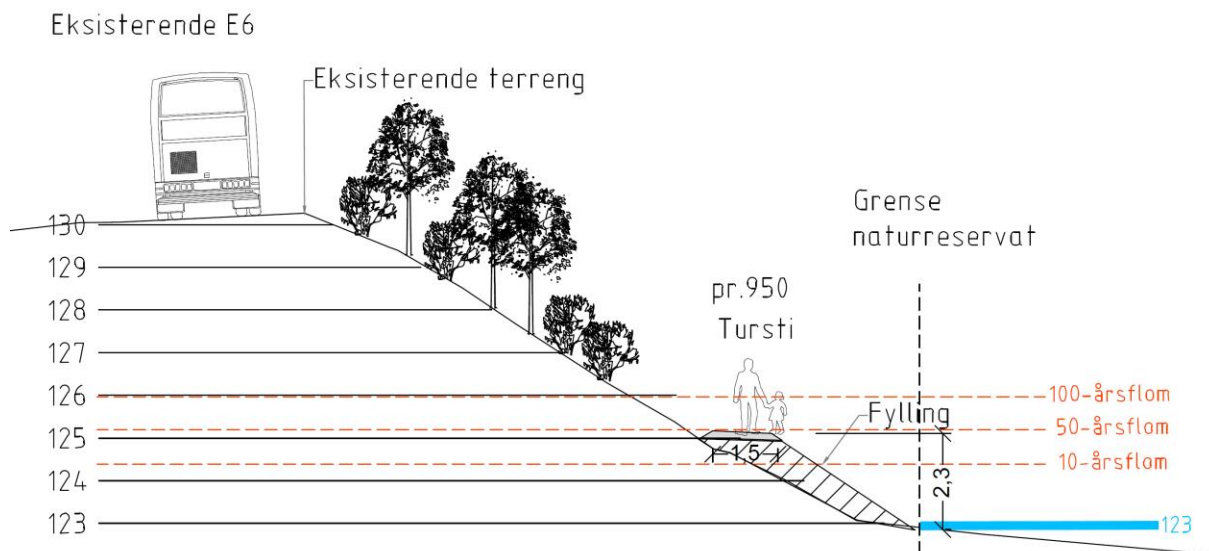 Eksisterende E6
Eksisterende terreng
Grense
naturreservat
pr.950
Tursti
130
129
128
127
126
125
124
123
100-årsflom
50-årsflom
10-årsflom
Fylling
1,5
2,3
123